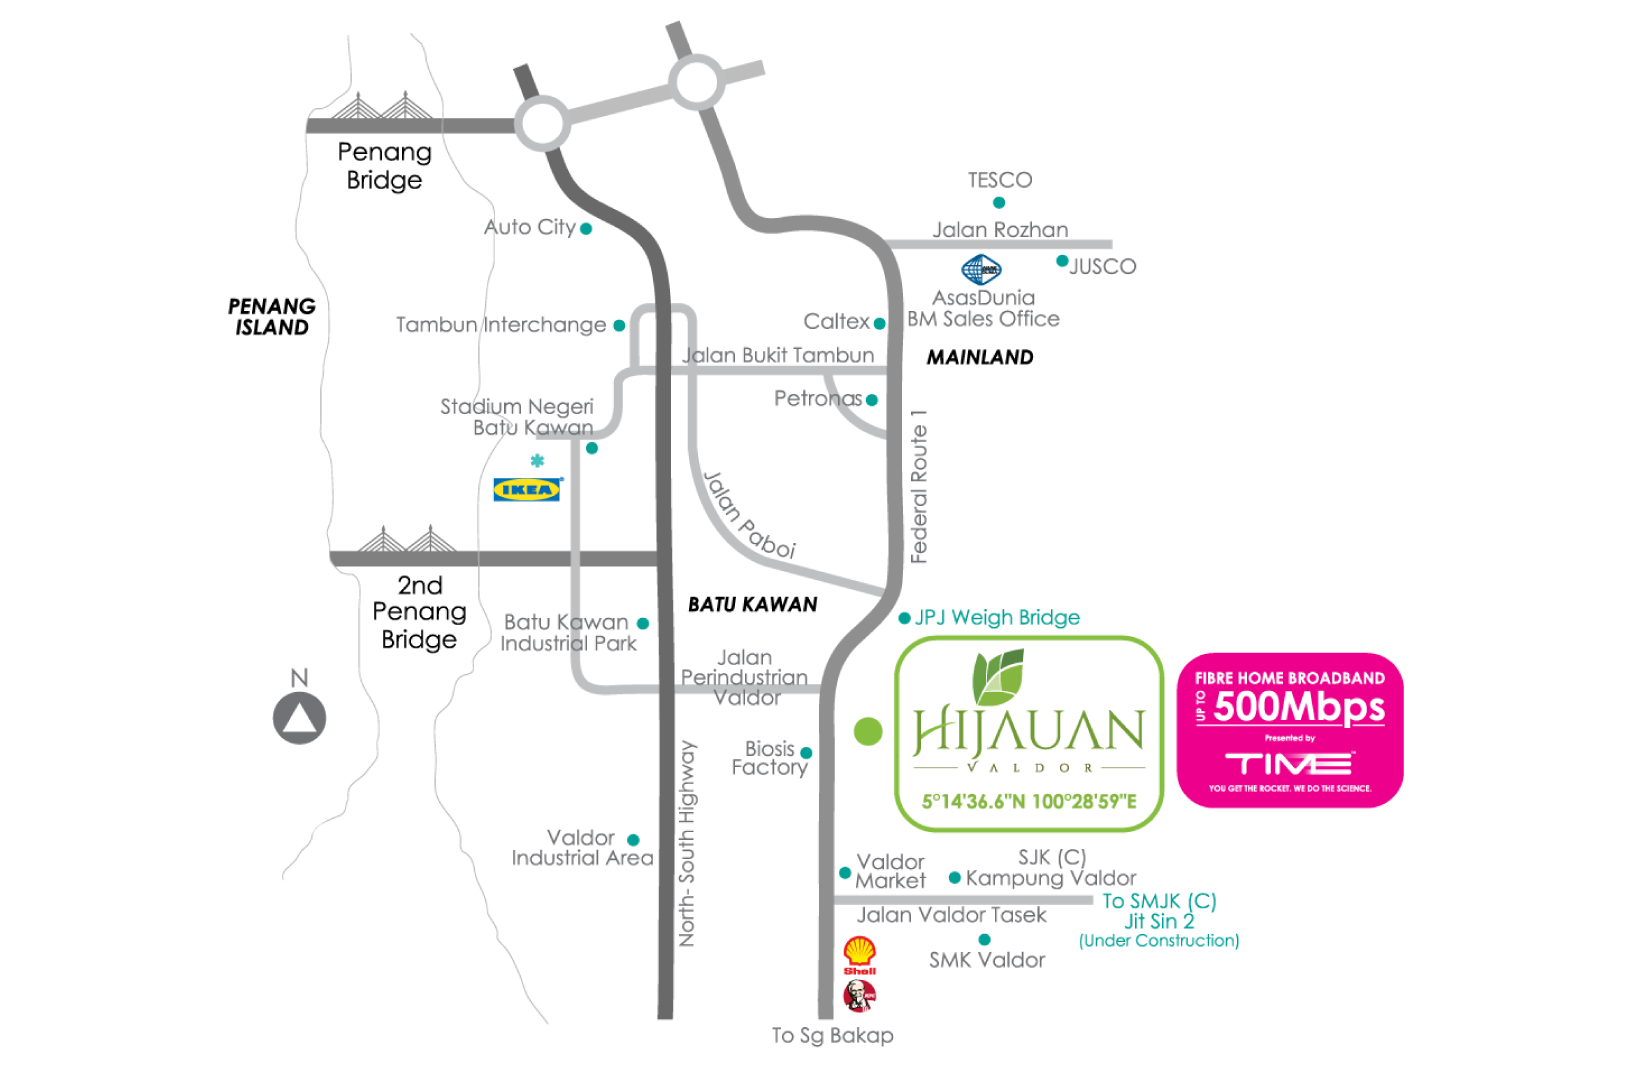 Penang
Bridge
TESCO
Auto City
Jalan Rozhan
JUSCO
AsasDunia
BM Sales Office
PENANG
ISLAND
Tambun Interchange
Caltex
Jalan Bukit Tambun
MAINLAND
Petronas
Stadium Negeri
Batu Kawan
IKEA
Jalan Paboi
Federal Route 1
2nd
Penang
Bridge
BATU KAWAN
JPJ Weigh Bridge
Batu Kawan
Industrial Park
Jalan
Perindustrian
Valdor
N
HIJAUAN
VALDOR
5°14'36.6"N 100°28'59"E
FIBRE HOME BROADBAND
UP TO
500Mbps
Presented by
TIME
YOU GET THE ROCKET. WE DO THE SCIENCE.
Biosis
Factory
North- South Highway
Valdor
Industrial Area
Valdor
Market
SJK (C)
Kampung Valdor
Jalan Valdor Tasek
To SMJK (C)
Jit Sin 2
(Under Construction)
SMK Valdor
Shell
KFC
To Sg Bakap